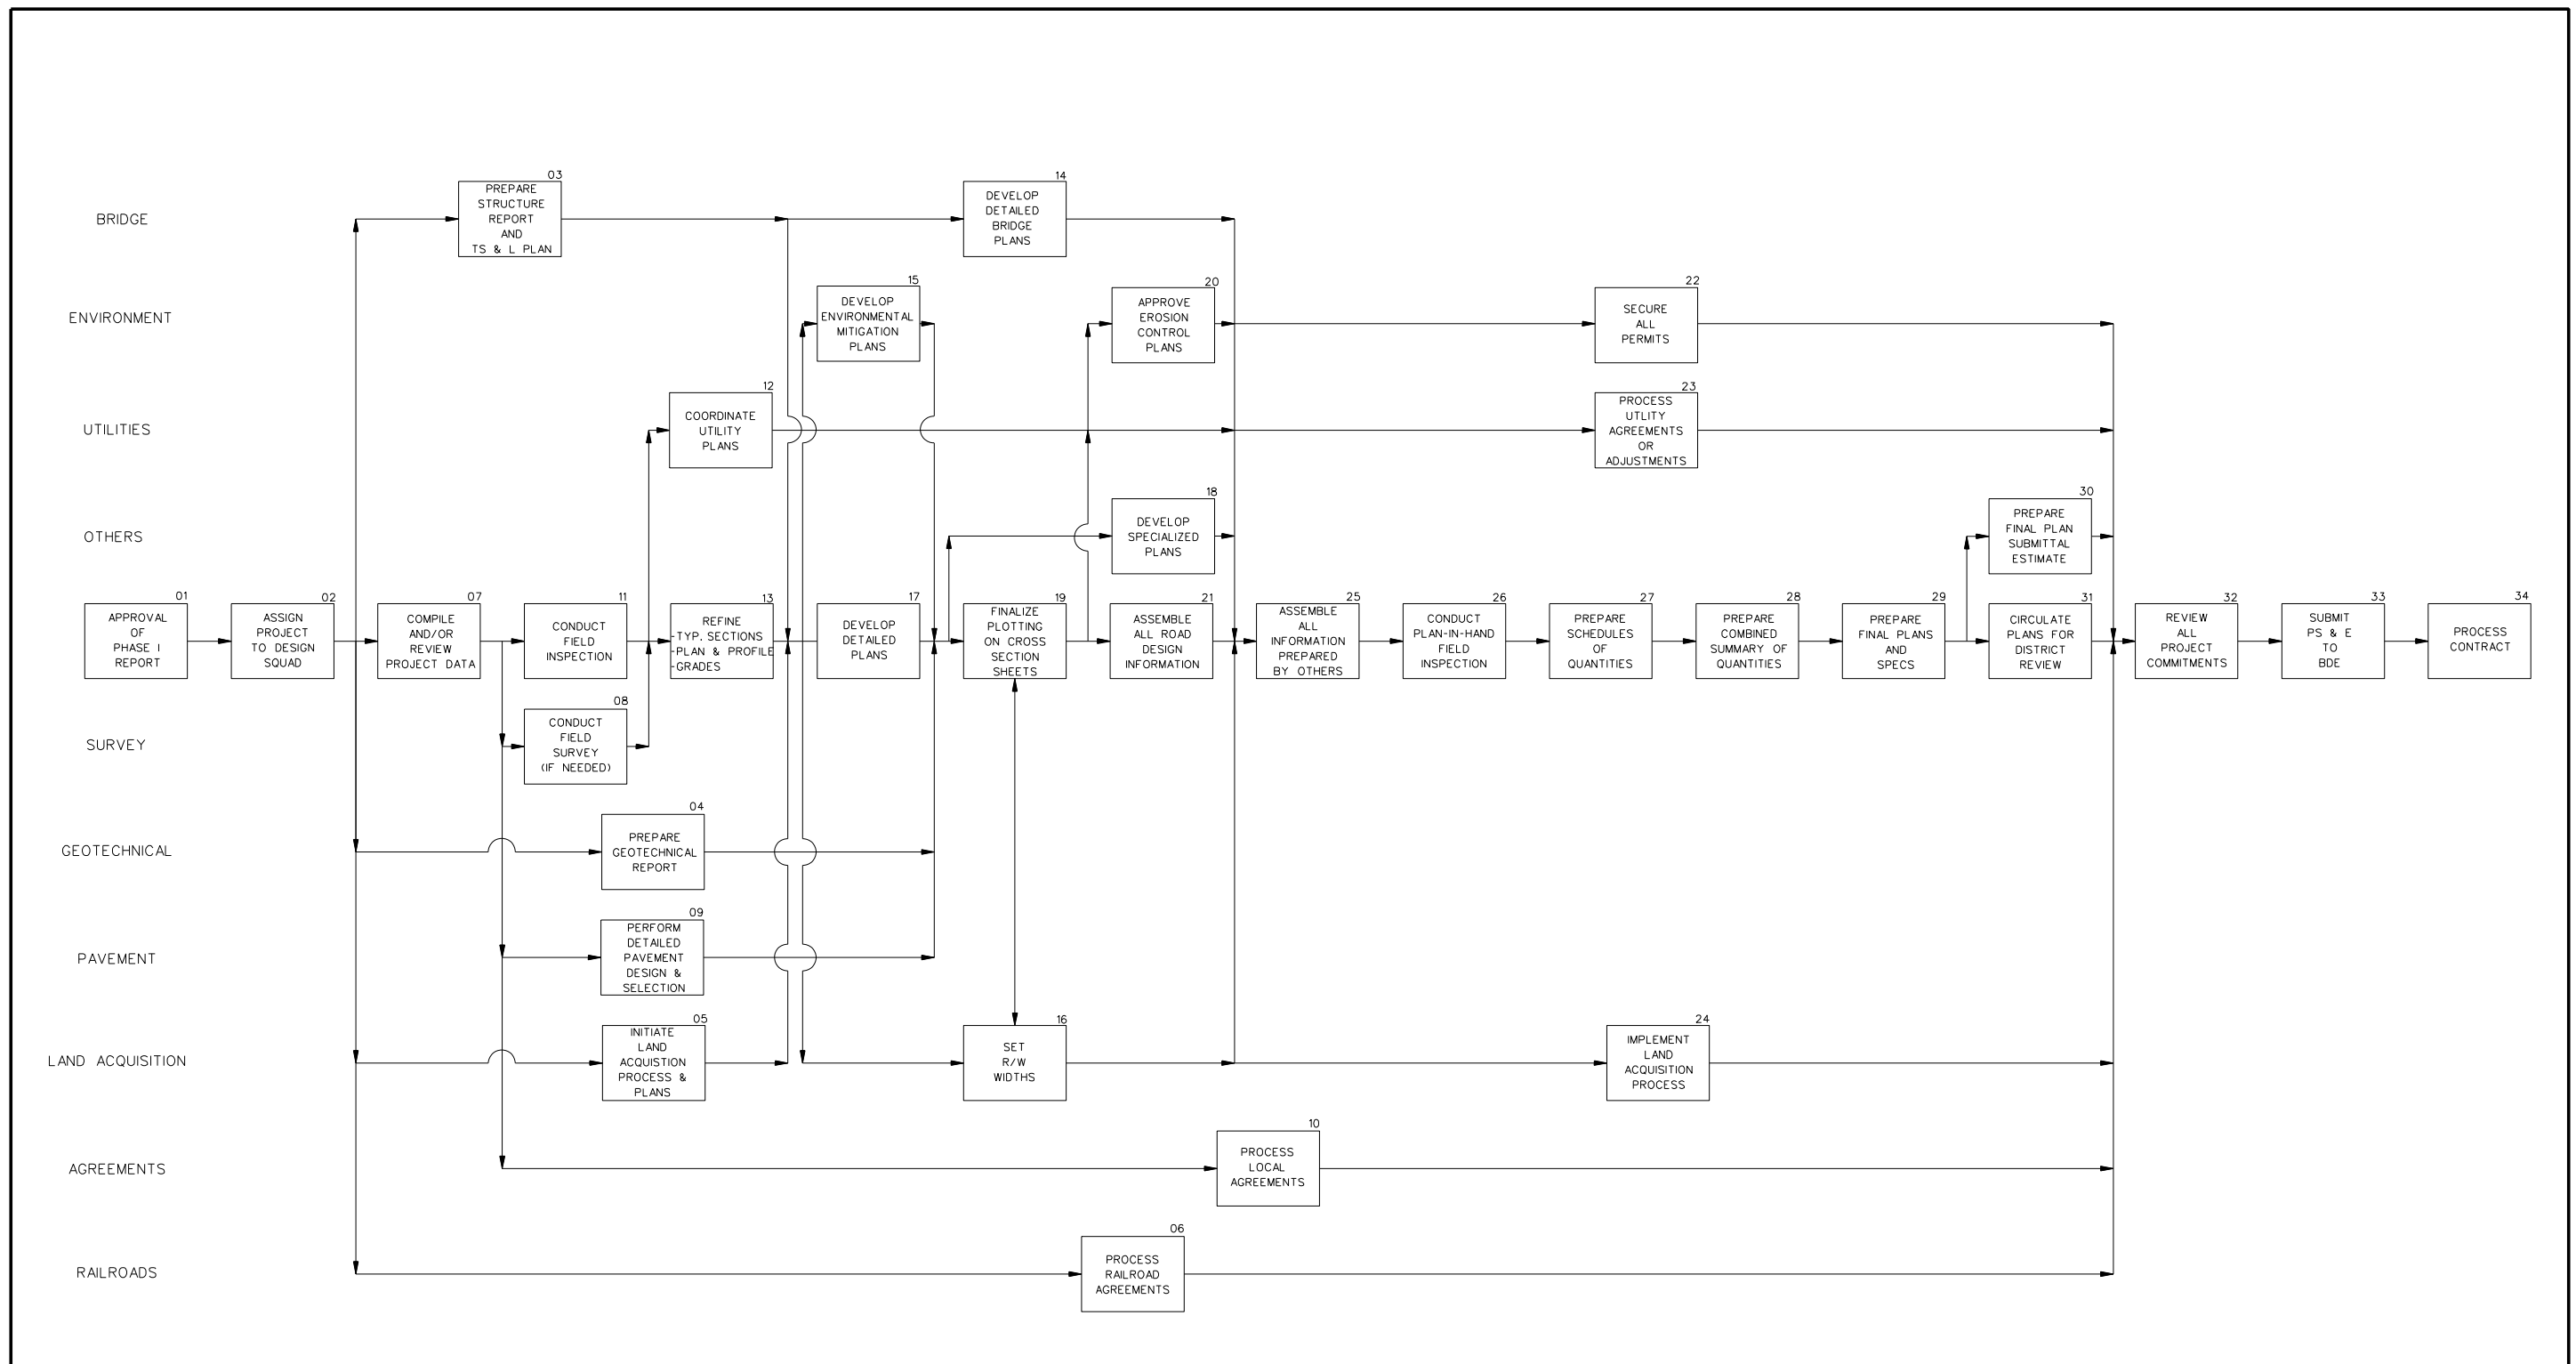 03
PREPARE
STRUCTURE
REPORT
AND
TS & L PLAN
14
DEVELOP
DETAILED
BRIDGE
PLANS
BRIDGE
15
DEVELOP
ENVIRONMENTAL
MITIGATION
PLANS
20
APPROVE
EROSION
CONTROL
PLANS
22
SECURE
ALL
PERMITS
ENVIRONMENT
12
COORDINATE
UTILITY
PLANS
23
PROCESS
UTLITY
AGREEMENTS
OR
ADJUSTMENTS
UTILITIES
18
DEVELOP
SPECIALIZED
PLANS
30
PREPARE
FINAL PLAN
SUBMITTAL
ESTIMATE
OTHERS
01
APPROVAL
OF
PHASE I
REPORT
02
ASSIGN
PROJECT
TO DESIGN
SQUAD
07
COMPILE
AND/OR
REVIEW
PROJECT DATA
11
CONDUCT
FIELD
INSPECTION
13
REFINE
-TYP. SECTIONS
-PLAN & PROFILE
-GRADES
17
DEVELOP
DETAILED
PLANS
19
FINALIZE
PLOTTING
ON CROSS
SECTION
SHEETS
21
ASSEMBLE
ALL ROAD
DESIGN
INFORMATION
25
ASSEMBLE
ALL
INFORMATION
PREPARED
BY OTHERS
26
CONDUCT
PLAN-IN-HAND
FIELD
INSPECTION
27
PREPARE
SCHEDULES
OF
QUANTITIES
28
PREPARE
COMBINED
SUMMARY OF
QUANTITIES
29
PREPARE
FINAL PLANS
AND
SPECS
31
CIRCULATE
PLANS FOR
DISTRICT
REVIEW
32
REVIEW
ALL
PROJECT
COMMITMENTS
33
SUBMIT
PS & E
TO
BDE
34
PROCESS
CONTRACT
08
CONDUCT
FIELD
SURVEY
(IF NEEDED)
SURVEY
04
PREPARE
GEOTECHNICAL
REPORT
GEOTECHNICAL
09
PERFORM
DETAILED
PAVEMENT
DESIGN &
SELECTION
PAVEMENT
05
INITIATE
LAND
ACQUISTION
PROCESS &
PLANS
16
SET
R/W
WIDTHS
24
IMPLEMENT
LAND
ACQUISITION
PROCESS
LAND ACQUISITION
10
PROCESS
LOCAL
AGREEMENTS
AGREEMENTS
06
PROCESS
RAILROAD
AGREEMENTS
RAILROADS